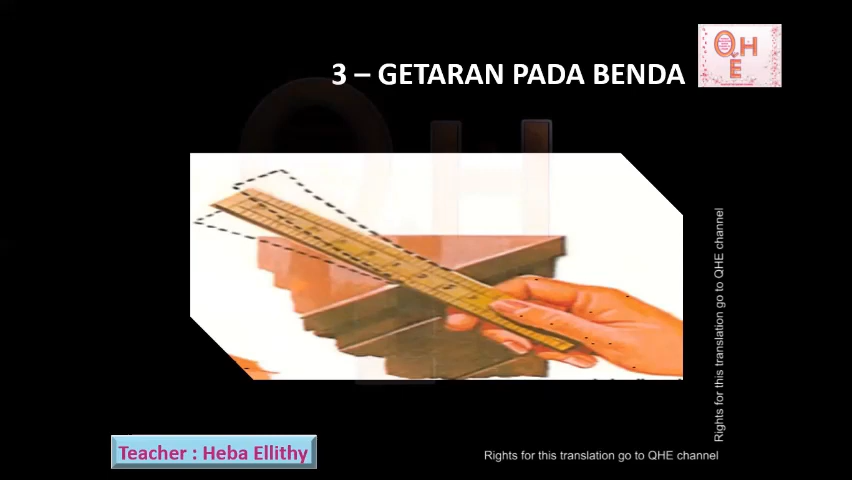 3 – GETARAN PADA BENDA
QHE
Rights for this translation go to QHE channel
Teacher : Heba Ellithy
Rights for this translation go to QHE channel